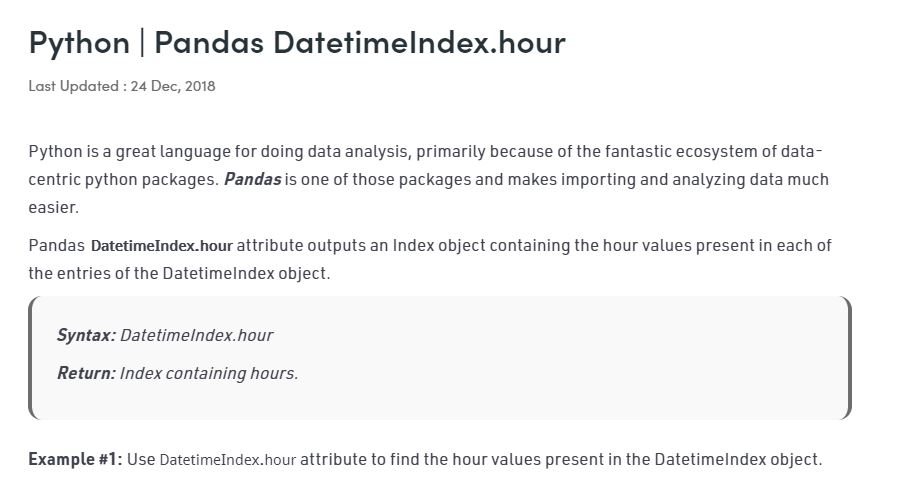 Python | Pandas DatetimeIndex.hour
Last Updated : 24 Dec, 2018
Python is a great language for doing data analysis, primarily because of the fantastic ecosystem of data-
centric python packages. Pandas is one of those packages and makes importing and analyzing data much
easier.
Pandas DatetimeIndex.hour attribute outputs an Index object containing the hour values present in each of
the entries of the DatetimeIndex object.
Syntax: DatetimeIndex.hour
Return: Index containing hours.
Example #1: Use DatetimeIndex.hour attribute to find the hour values present in the DatetimeIndex object.